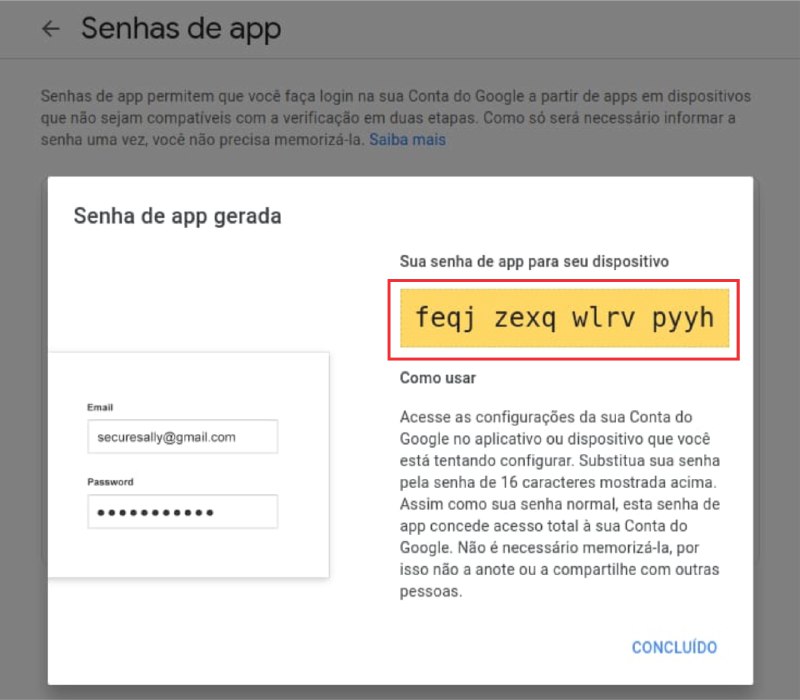 Senhas de app
Senhas de app permitem que você faça login na sua Conta do Google a partir de apps em dispositivos
que não sejam compatíveis com a verificação em duas etapas. Como só será necessário informar a
senha uma vez, você não precisa memorizá-la. Saiba mais
Senha de app gerada
Sua senha de app para seu dispositivo
feqj zexq wlrv pyyh
Email
securesally@gmail.com
Password
Como usar
Acesse as configurações da sua Conta do
Google no aplicativo ou dispositivo que você
está tentando configurar. Substitua sua senha
pela senha de 16 caracteres mostrada acima.
Assim como sua senha normal, esta senha de
app concede acesso total à sua Conta do
Google. Não é necessário memorizá-la, por
isso não a anote ou a compartilhe com outras
pessoas.
CONCLUÍDO